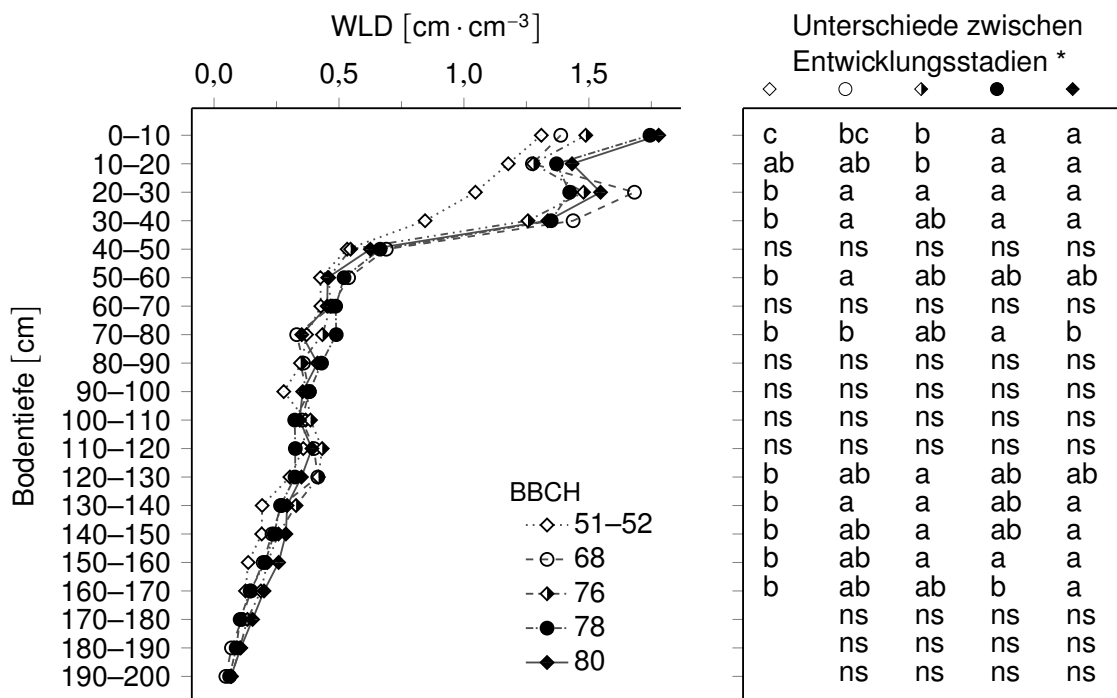 WLD [cm · cm⁻³]
0,0 0,5 1,0 1,5
Unterschiede zwischen
Entwicklungsstadien *
Bodentiefe [cm]
0–10 c bc b a a
10–20 ab ab b a a
20–30 b a a a a
30–40 b a ab a a
40–50 ns ns ns ns ns
50–60 b a ab ab ab
60–70 ns ns ns ns ns
70–80 b b ab a b
80–90 ns ns ns ns ns
90–100 ns ns ns ns ns
100–110 ns ns ns ns ns
110–120 ns ns ns ns ns
120–130 b ab a ab ab
130–140 b a a ab a
140–150 b ab a ab a
150–160 b ab a a a
160–170 b ab ab b a
170–180 ns ns ns ns
180–190 ns ns ns ns
190–200 ns ns ns ns
BBCH
51–52
68
76
78
80